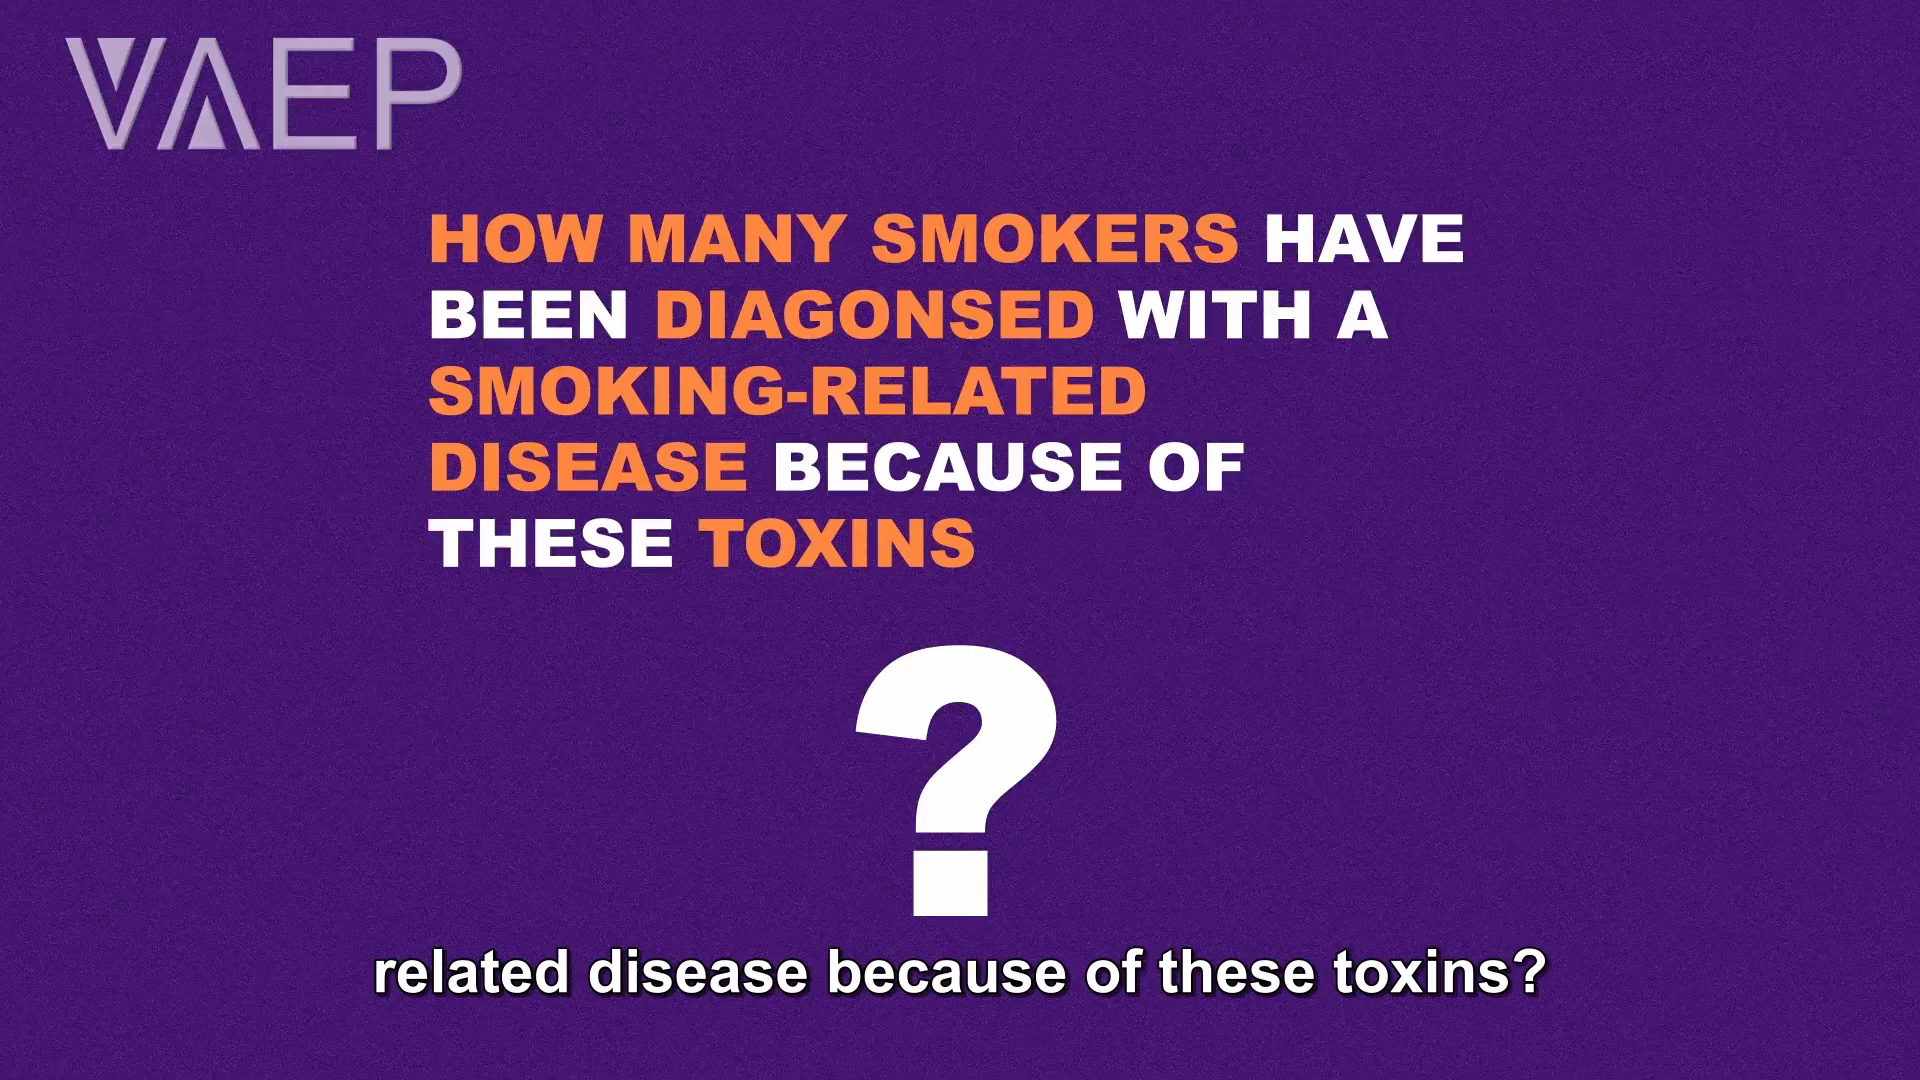 VAEP
HOW MANY SMOKERS HAVE
BEEN DIAGONSED WITH A
SMOKING-RELATED
DISEASE BECAUSE OF
THESE TOXINS
?
related disease because of these toxins?